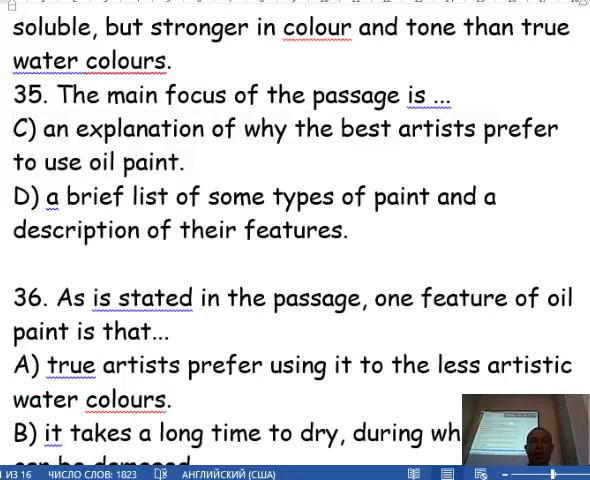 soluble, but stronger in colour and tone than true
water colours.
35. The main focus of the passage is ...
C) an explanation of why the best artists prefer
to use oil paint.
D) a brief list of some types of paint and a
description of their features.
36. As is stated in the passage, one feature of oil
paint is that...
A) true artists prefer using it to the less artistic
water colours.
B) it takes a long time to dry, during
can be damaged
ИЗ 16 ЧИСЛО СЛОВ: 1823 АНГЛИЙСКИЙ (США)